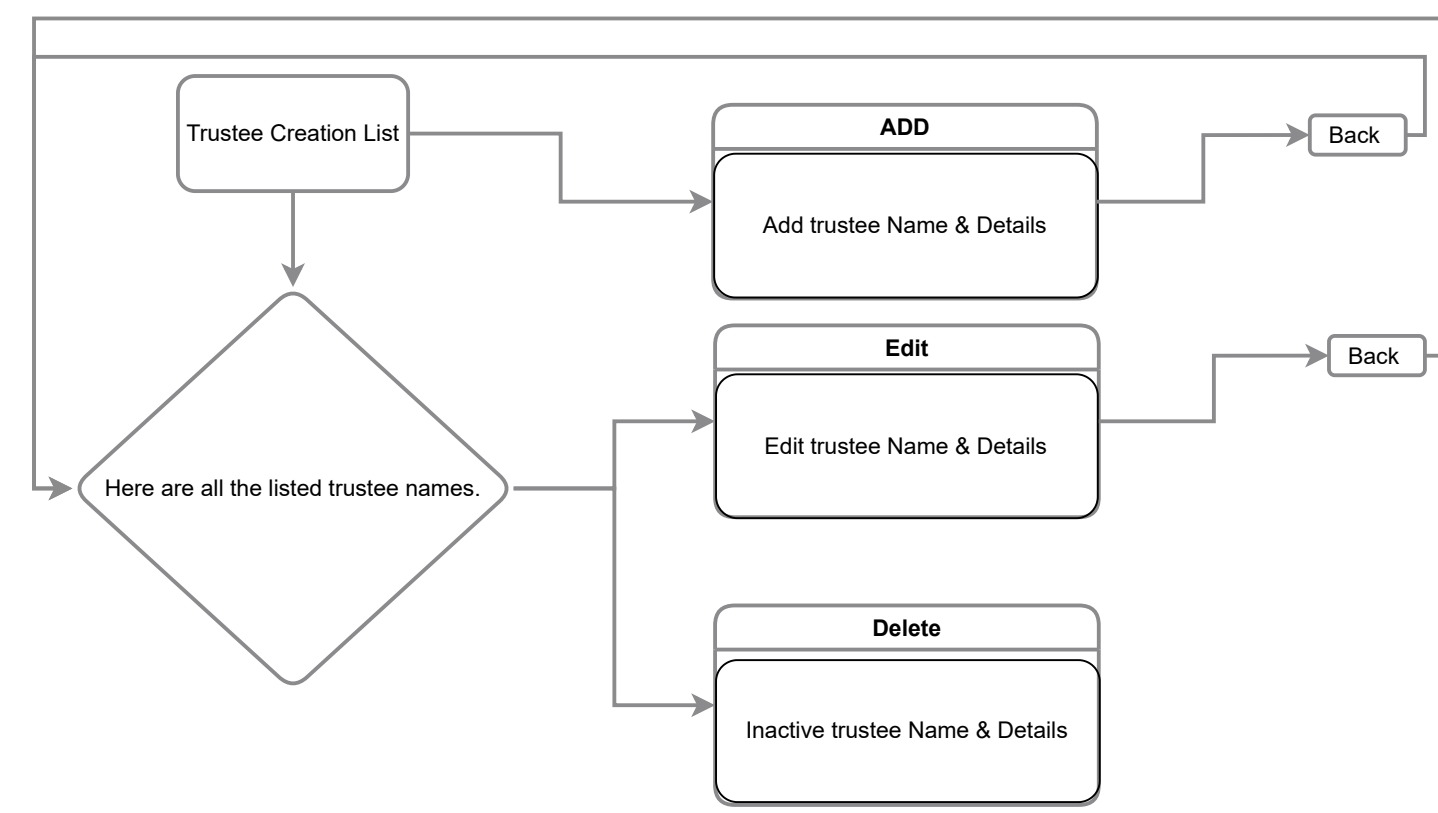 Trustee Creation List
ADD
Add trustee Name & Details
Back
Edit
Edit trustee Name & Details
Back
Here are all the listed trustee names.
Delete
Inactive trustee Name & Details